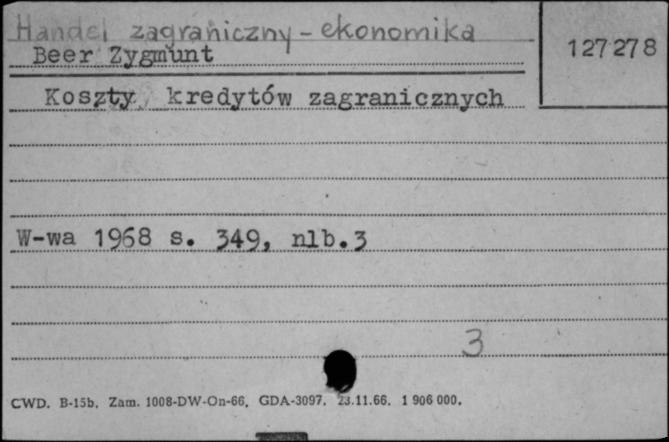 Handel zagraniczny - ekonomika
Beer Zygmunt
127278
Koszty kredytów zagranicznych
W-wa 1968 s. 349, nlb.3
3
CWD. B-15b. Zam. 1008-DW-On-66. GDA-3097. 23.11.66. 1 906 000.